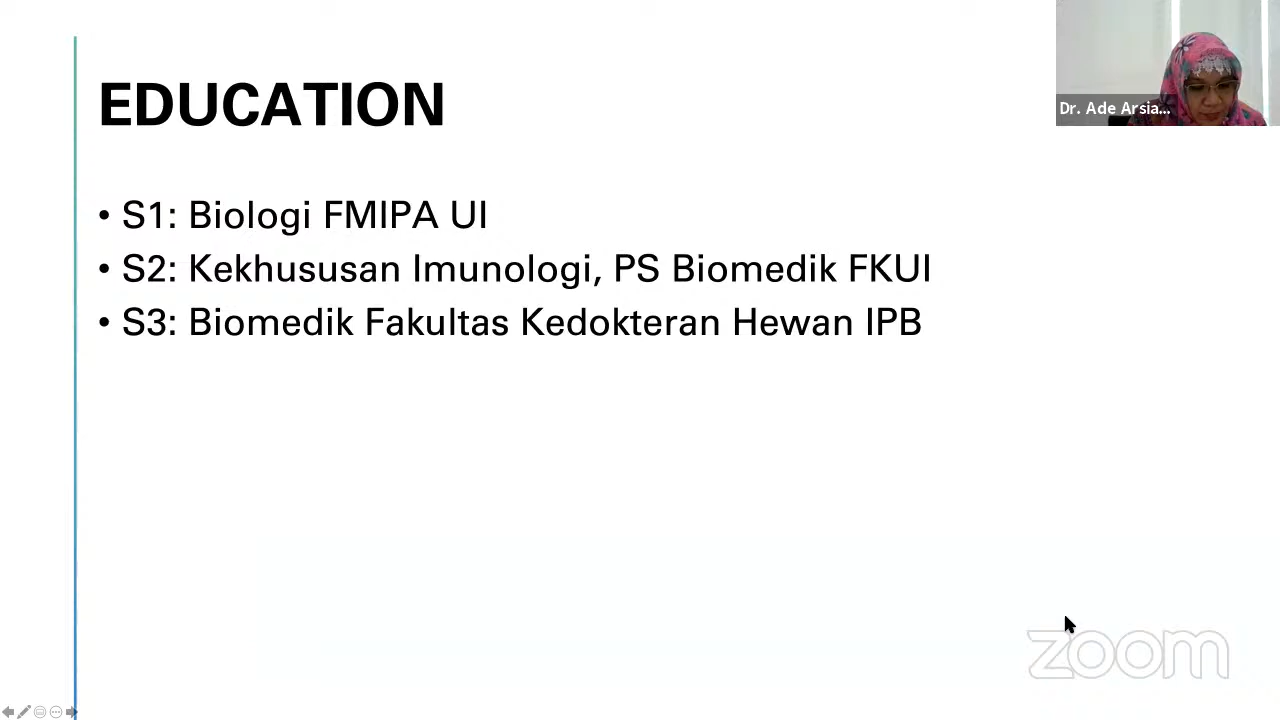 EDUCATION
Dr. Ade Arsia...
• S1: Biologi FMIPA UI
• S2: Kekhususan Imunologi, PS Biomedik FKUI
• S3: Biomedik Fakultas Kedokteran Hewan IPB
zoom